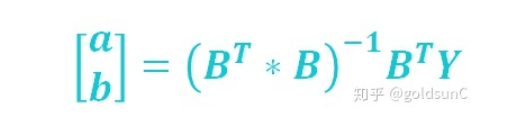 [a b] = (B^T * B)^{-1} B^T Y
知乎 @goldsunC